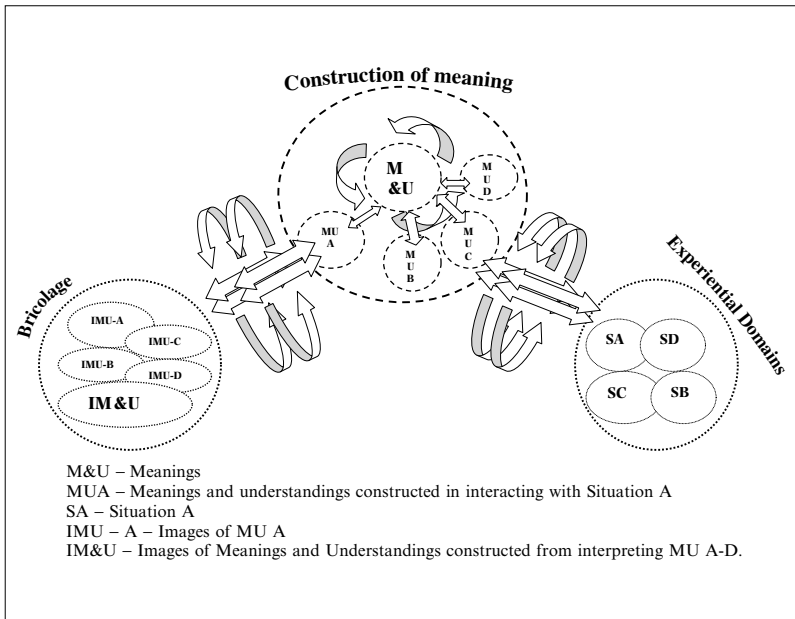 Construction of meaning
M
&U
M
U
D
MU
A
M
U
B
M
U
C
Bricolage
IMU-A
IMU-C
IMU-B
IMU-D
IM&U
Experiential Domains
SA
SD
SC
SB
M&U – Meanings
MUA – Meanings and understandings constructed in interacting with Situation A
SA – Situation A
IMU – A – Images of MU A
IM&U – Images of Meanings and Understandings constructed from interpreting MU A-D.